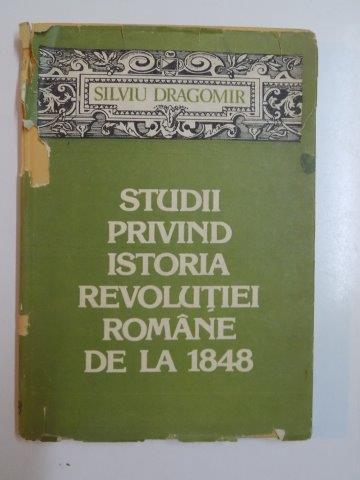 SILVIU DRAGOMIR
STUDII
PRIVIND
ISTORIA
REVOLUȚIEI
ROMÂNE
DE LA 1848